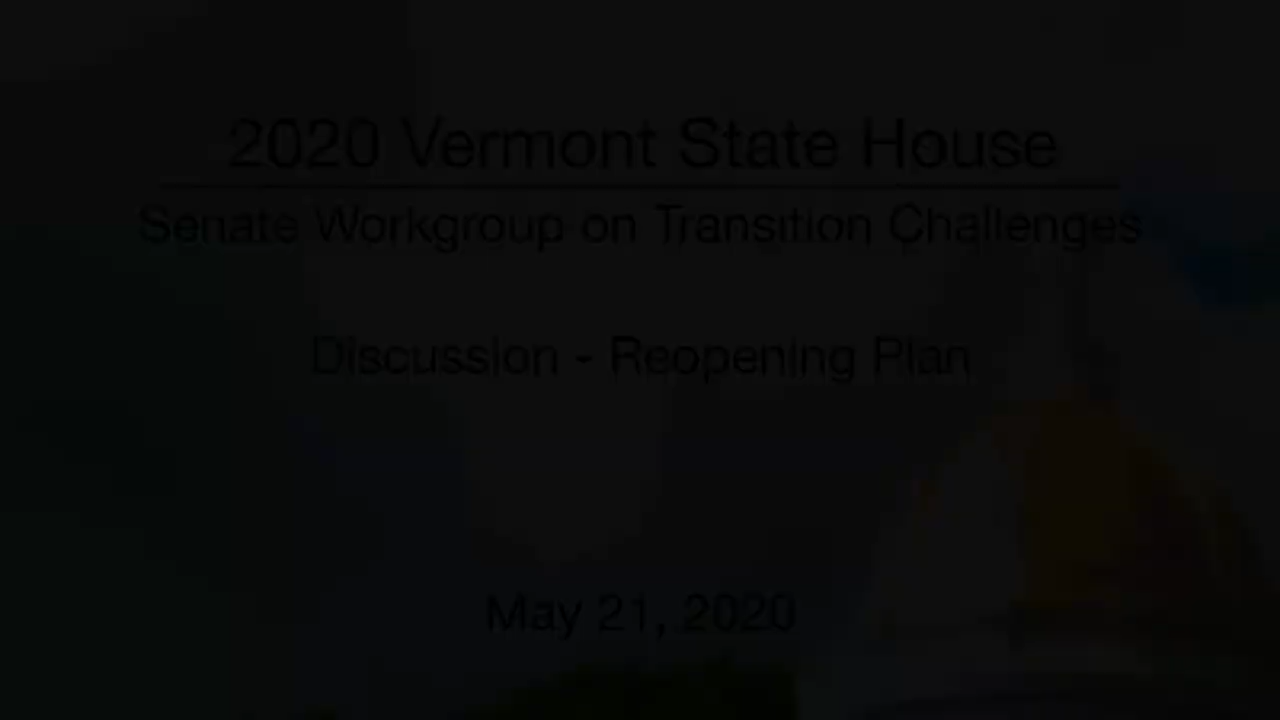 2020 Vermont State House
Senate Workgroup on Transition Challenges
Discussion - Reopening Plan
May 21, 2020